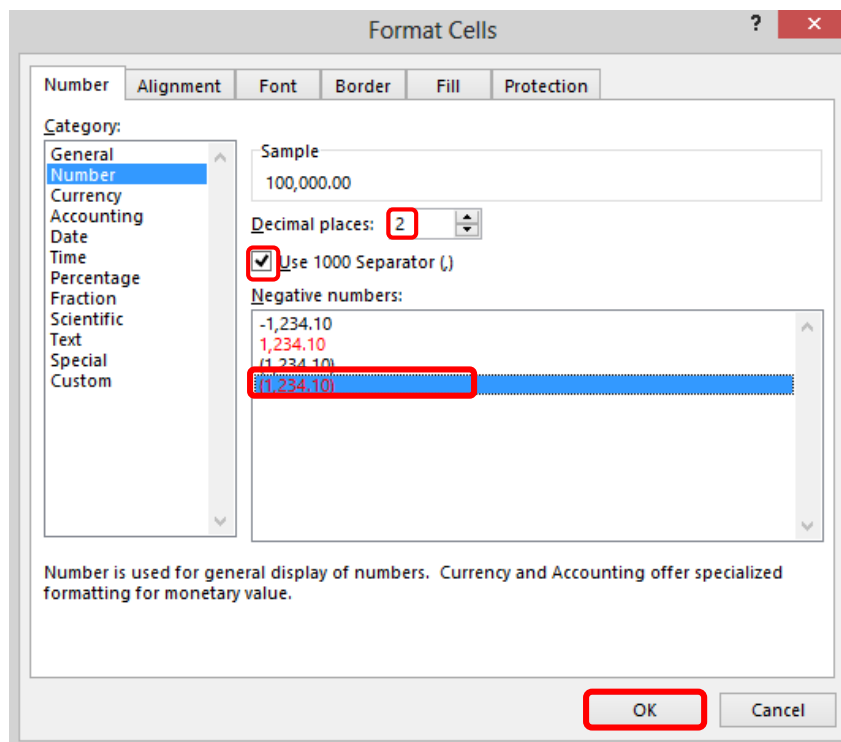 Format Cells
?
×
Number
Alignment
Font
Border
Fill
Protection
Category:
General
Number
Currency
Accounting
Date
Time
Percentage
Fraction
Scientific
Text
Special
Custom
Sample
100,000.00
Decimal places: 2
Use 1000 Separator (,)
Negative numbers:
-1,234.10
1,234.10
(1,234.10)
(1,234.10)
Number is used for general display of numbers. Currency and Accounting offer specialized
formatting for monetary value.
OK
Cancel